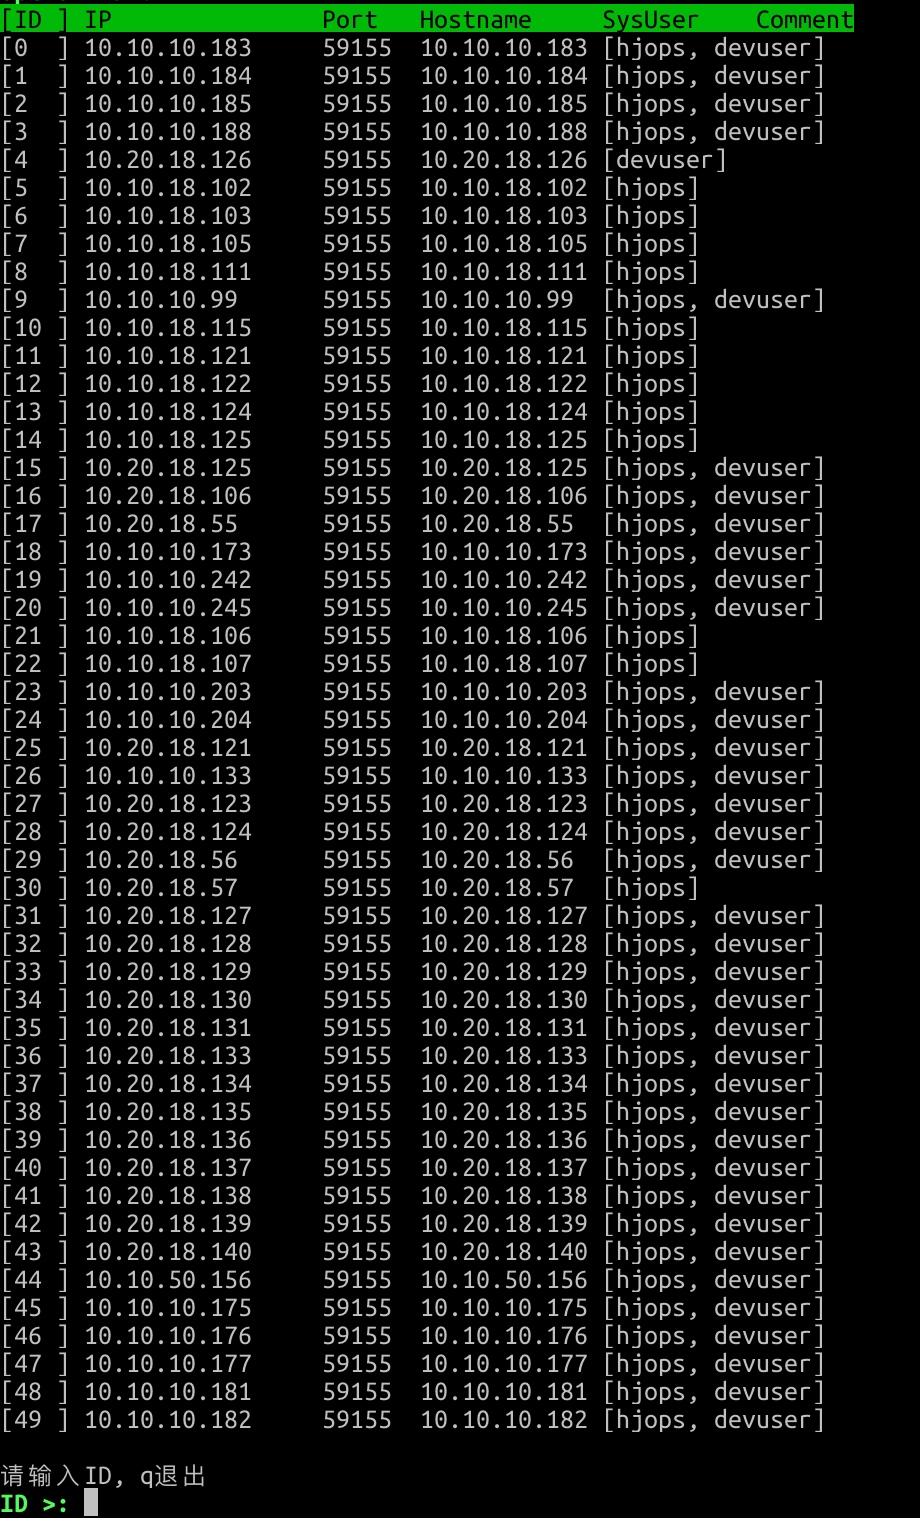 [ID ] IP Port Hostname SysUser Comment
[0 ] 10.10.10.183 59155 10.10.10.183 [hjops, devuser]
[1 ] 10.10.10.184 59155 10.10.10.184 [hjops, devuser]
[2 ] 10.10.10.185 59155 10.10.10.185 [hjops, devuser]
[3 ] 10.10.10.188 59155 10.10.10.188 [hjops, devuser]
[4 ] 10.20.18.126 59155 10.20.18.126 [devuser]
[5 ] 10.10.18.102 59155 10.10.18.102 [hjops]
[6 ] 10.10.18.103 59155 10.10.18.103 [hjops]
[7 ] 10.10.18.105 59155 10.10.18.105 [hjops]
[8 ] 10.10.18.111 59155 10.10.18.111 [hjops]
[9 ] 10.10.10.99 59155 10.10.10.99 [hjops, devuser]
[10 ] 10.10.18.115 59155 10.10.18.115 [hjops]
[11 ] 10.10.18.121 59155 10.10.18.121 [hjops]
[12 ] 10.10.18.122 59155 10.10.18.122 [hjops]
[13 ] 10.10.18.124 59155 10.10.18.124 [hjops]
[14 ] 10.10.18.125 59155 10.10.18.125 [hjops]
[15 ] 10.20.18.125 59155 10.20.18.125 [hjops, devuser]
[16 ] 10.20.18.106 59155 10.20.18.106 [hjops, devuser]
[17 ] 10.20.18.55 59155 10.20.18.55 [hjops, devuser]
[18 ] 10.10.10.173 59155 10.10.10.173 [hjops, devuser]
[19 ] 10.10.10.242 59155 10.10.10.242 [hjops, devuser]
[20 ] 10.10.10.245 59155 10.10.10.245 [hjops, devuser]
[21 ] 10.10.18.106 59155 10.10.18.106 [hjops]
[22 ] 10.10.18.107 59155 10.10.18.107 [hjops]
[23 ] 10.10.10.203 59155 10.10.10.203 [hjops, devuser]
[24 ] 10.10.10.204 59155 10.10.10.204 [hjops, devuser]
[25 ] 10.20.18.121 59155 10.20.18.121 [hjops, devuser]
[26 ] 10.10.10.133 59155 10.10.10.133 [hjops, devuser]
[27 ] 10.20.18.123 59155 10.20.18.123 [hjops, devuser]
[28 ] 10.20.18.124 59155 10.20.18.124 [hjops, devuser]
[29 ] 10.20.18.56 59155 10.20.18.56 [hjops, devuser]
[30 ] 10.20.18.57 59155 10.20.18.57 [hjops]
[31 ] 10.20.18.127 59155 10.20.18.127 [hjops, devuser]
[32 ] 10.20.18.128 59155 10.20.18.128 [hjops, devuser]
[33 ] 10.20.18.129 59155 10.20.18.129 [hjops, devuser]
[34 ] 10.20.18.130 59155 10.20.18.130 [hjops, devuser]
[35 ] 10.20.18.131 59155 10.20.18.131 [hjops, devuser]
[36 ] 10.20.18.133 59155 10.20.18.133 [hjops, devuser]
[37 ] 10.20.18.134 59155 10.20.18.134 [hjops, devuser]
[38 ] 10.20.18.135 59155 10.20.18.135 [hjops, devuser]
[39 ] 10.20.18.136 59155 10.20.18.136 [hjops, devuser]
[40 ] 10.20.18.137 59155 10.20.18.137 [hjops, devuser]
[41 ] 10.20.18.138 59155 10.20.18.138 [hjops, devuser]
[42 ] 10.20.18.139 59155 10.20.18.139 [hjops, devuser]
[43 ] 10.20.18.140 59155 10.20.18.140 [hjops, devuser]
[44 ] 10.10.50.156 59155 10.10.50.156 [hjops, devuser]
[45 ] 10.10.10.175 59155 10.10.10.175 [hjops, devuser]
[46 ] 10.10.10.176 59155 10.10.10.176 [hjops, devuser]
[47 ] 10.10.10.177 59155 10.10.10.177 [hjops, devuser]
[48 ] 10.10.10.181 59155 10.10.10.181 [hjops, devuser]
[49 ] 10.10.10.182 59155 10.10.10.182 [hjops, devuser]
请输入ID, q退出
ID >: